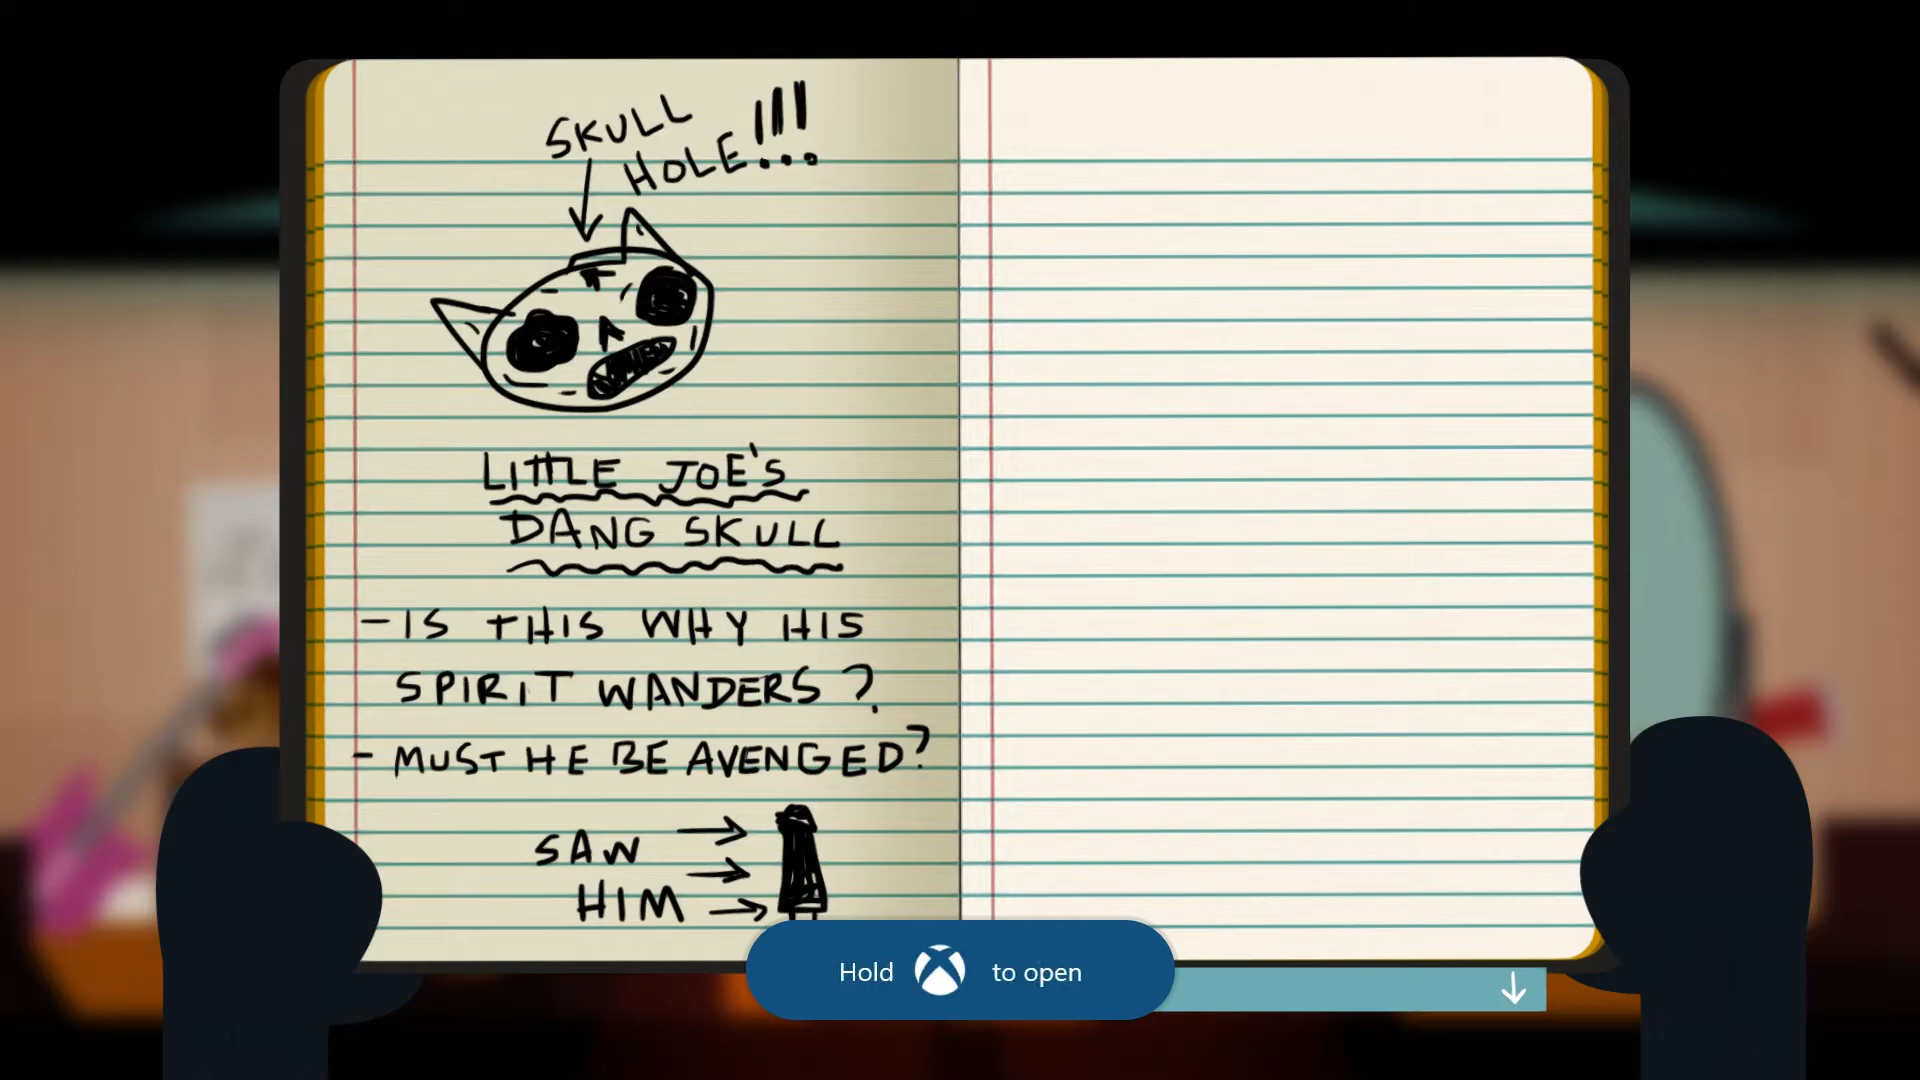 SKULL
HOLE!!!
LITTLE JOE'S
DANG SKULL
- IS THIS WHY HIS
SPIRIT WANDERS?
- MUST HE BE AVENGED?
SAW
HIM
Hold to open